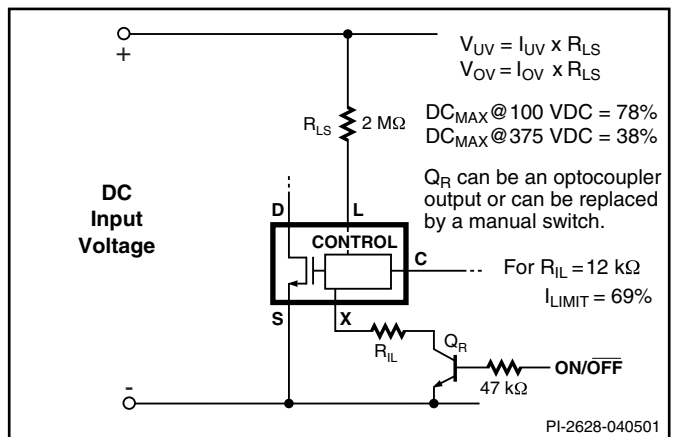 +
V_UV = I_UV x R_LS
V_OV = I_OV x R_LS
R_LS 2 MΩ
DC_MAX@100 VDC = 78%
DC_MAX@375 VDC = 38%
Q_R can be an optocoupler
output or can be replaced
by a manual switch.
DC
Input
Voltage
D L
CONTROL
C
For R_IL = 12 kΩ
I_LIMIT = 69%
S X
R_IL
Q_R
47 kΩ
ON/O̅F̅F̅
-
PI-2628-040501